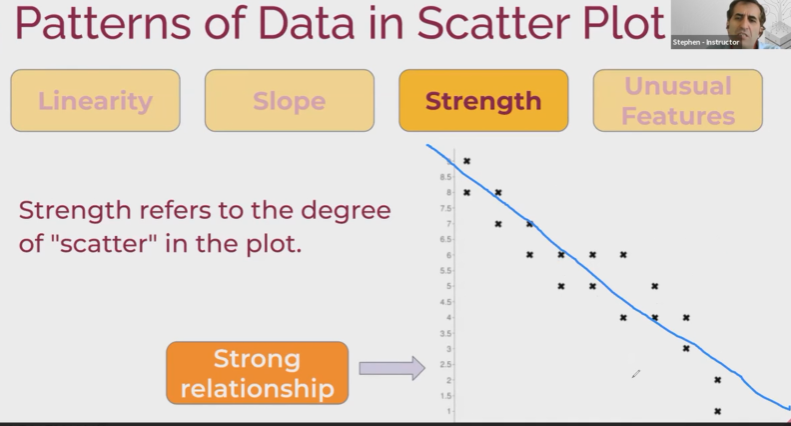 Patterns of Data in Scatter Plot
Stephen - Instructor
Linearity
Slope
Strength
Unusual
Features
Strength refers to the degree
of "scatter" in the plot.
Strong
relationship
9
8.5
8
7.5
7
6.5
6
5.5
5
4.5
4
3.5
3
2.5
2
1.5
1